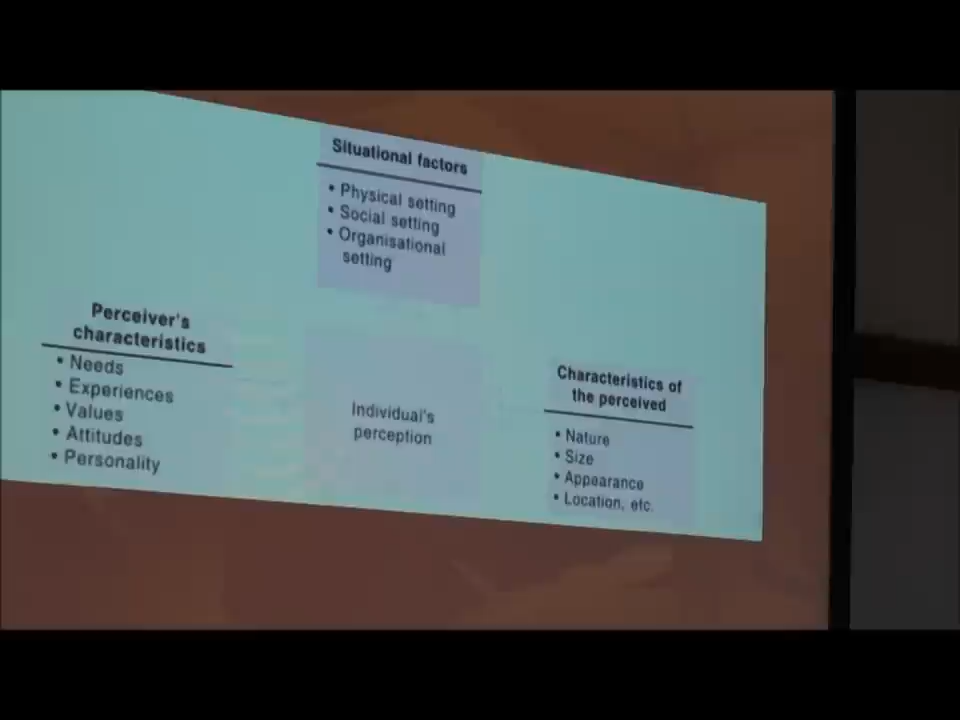 Situational factors
• Physical setting
• Social setting
• Organisational
setting
Perceiver's
characteristics
• Needs
• Experiences
• Values
• Attitudes
• Personality
Individual's
perception
Characteristics of
the perceived
• Nature
• Size
• Appearance
• Location, etc.